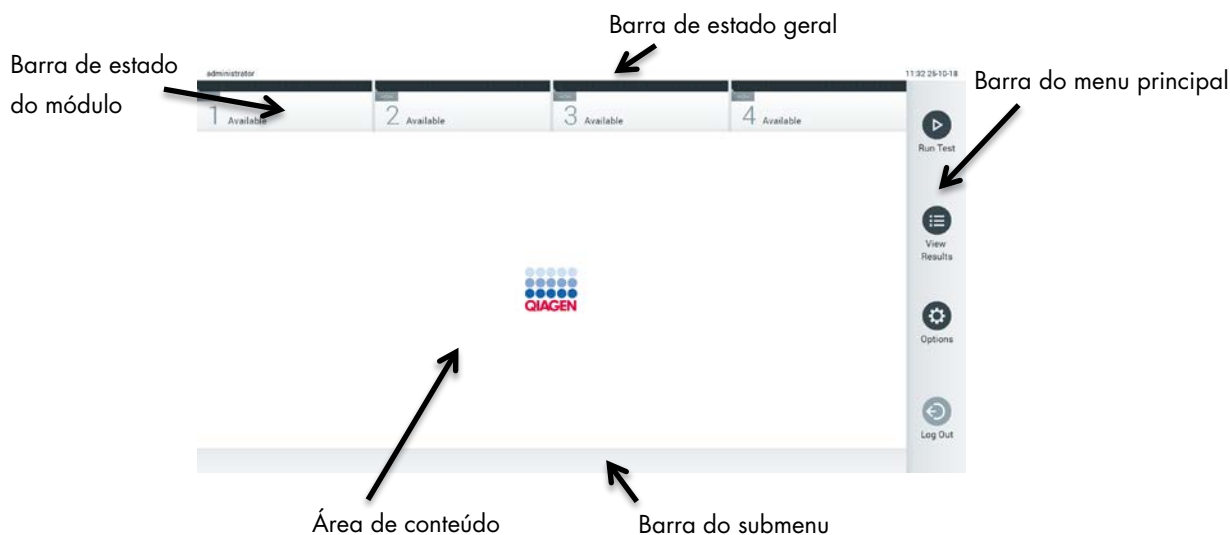 Barra de estado geral
Barra de estado
do módulo
Barra do menu principal
administrator
11:32 25-10-18
1 Available
2 Available
3 Available
4 Available
Run Test
View
Results
QIAGEN
Options
Log Out
Área de conteúdo
Barra do submenu